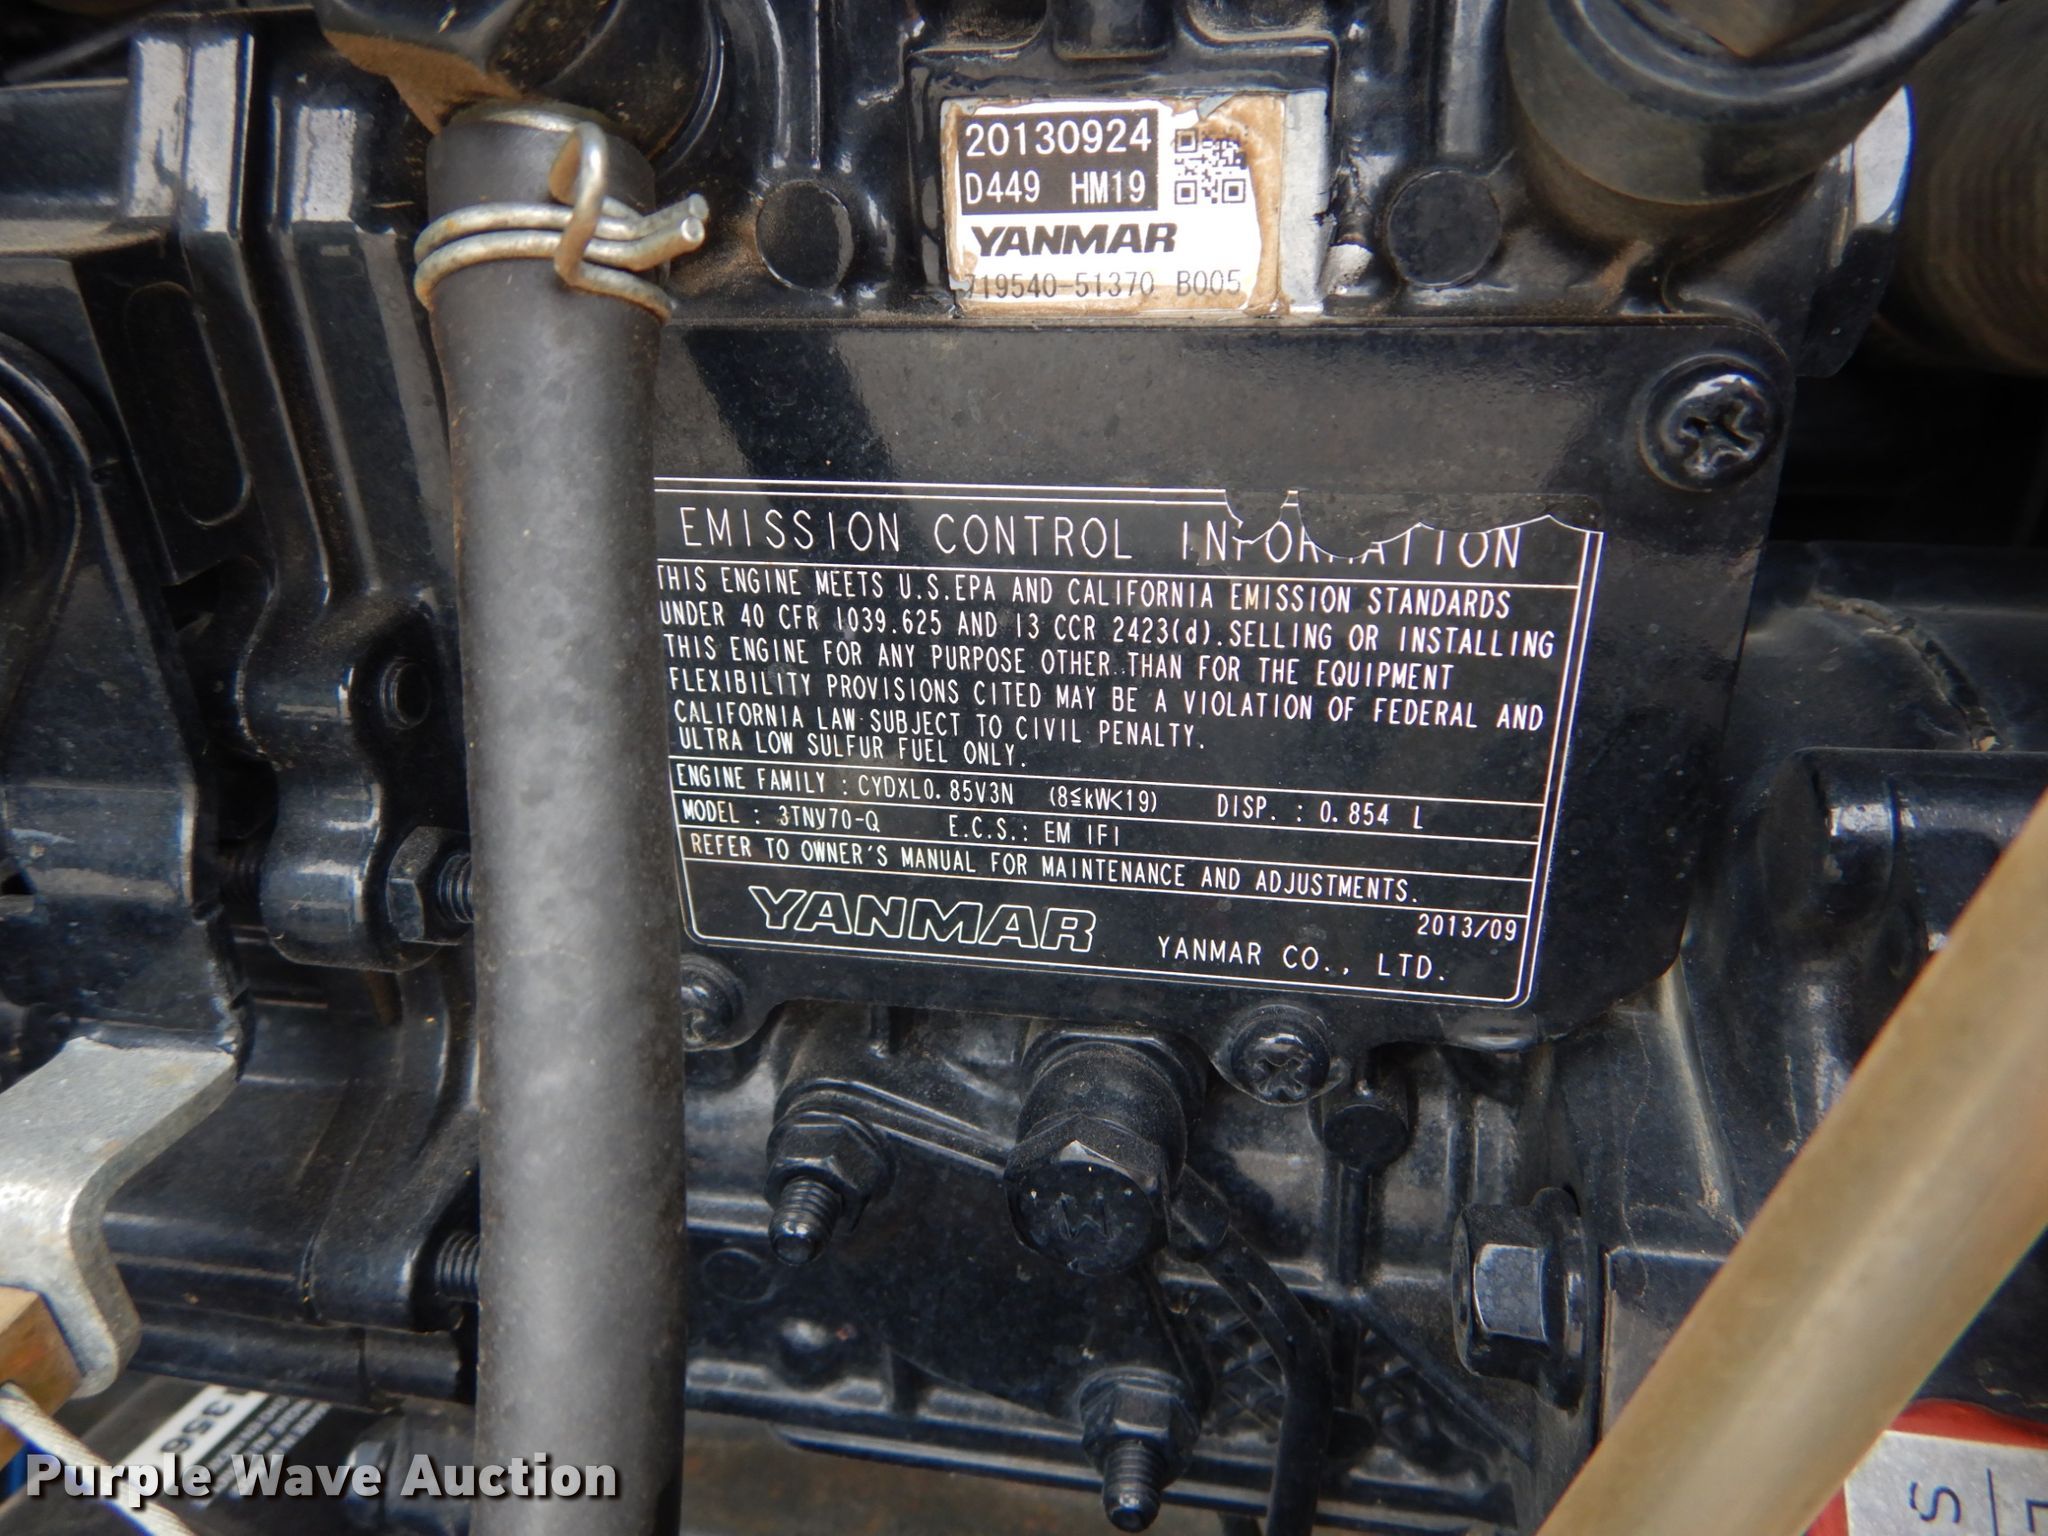 20130924
D449 HM19
YANMAR
719540-51370 B005
EMISSION CONTROL INFORMATION
THIS ENGINE MEETS U.S.EPA AND CALIFORNIA EMISSION STANDARDS
UNDER 40 CFR 1039.625 AND 13 CCR 2423(d).SELLING OR INSTALLING
THIS ENGINE FOR ANY PURPOSE OTHER THAN FOR THE EQUIPMENT
FLEXIBILITY PROVISIONS CITED MAY BE A VIOLATION OF FEDERAL AND
CALIFORNIA LAW SUBJECT TO CIVIL PENALTY.
ULTRA LOW SULFUR FUEL ONLY.
ENGINE FAMILY : CYDXL0.85V3N (8≦kW<19) DISP. : 0.854 L
MODEL : 3TNV70-Q E.C.S.: EM IFI
REFER TO OWNER'S MANUAL FOR MAINTENANCE AND ADJUSTMENTS.
2013/09
YANMAR YANMAR CO., LTD.
M
356
S
Purple Wave Auction